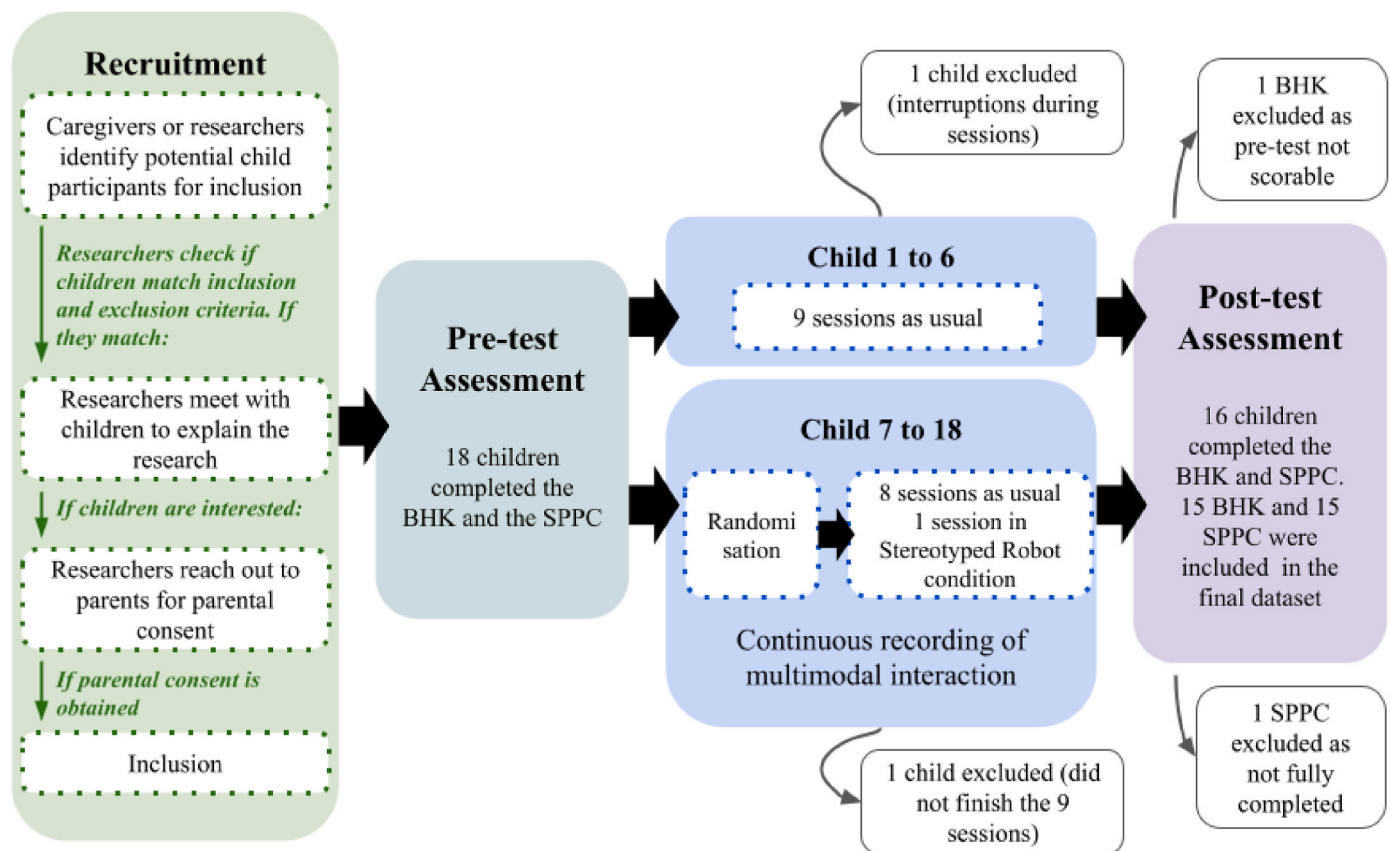 Recruitment
Caregivers or researchers
identify potential child
participants for inclusion
Researchers check if
children match inclusion
and exclusion criteria. If
they match:
Researchers meet with
children to explain the
research
If children are interested:
Researchers reach out to
parents for parental
consent
If parental consent is
obtained
Inclusion
Pre-test
Assessment
18 children
completed the
BHK and the SPPC
1 child excluded
(interruptions during
sessions)
Child 1 to 6
9 sessions as usual
Child 7 to 18
Randomi
sation
8 sessions as usual
1 session in
Stereotyped Robot
condition
Continuous recording of
multimodal interaction
1 child excluded (did
not finish the 9
sessions)
1 BHK
excluded as
pre-test not
scorable
Post-test
Assessment
16 children
completed the
BHK and SPPC.
15 BHK and 15
SPPC were
included in the
final dataset
1 SPPC
excluded as
not fully
completed